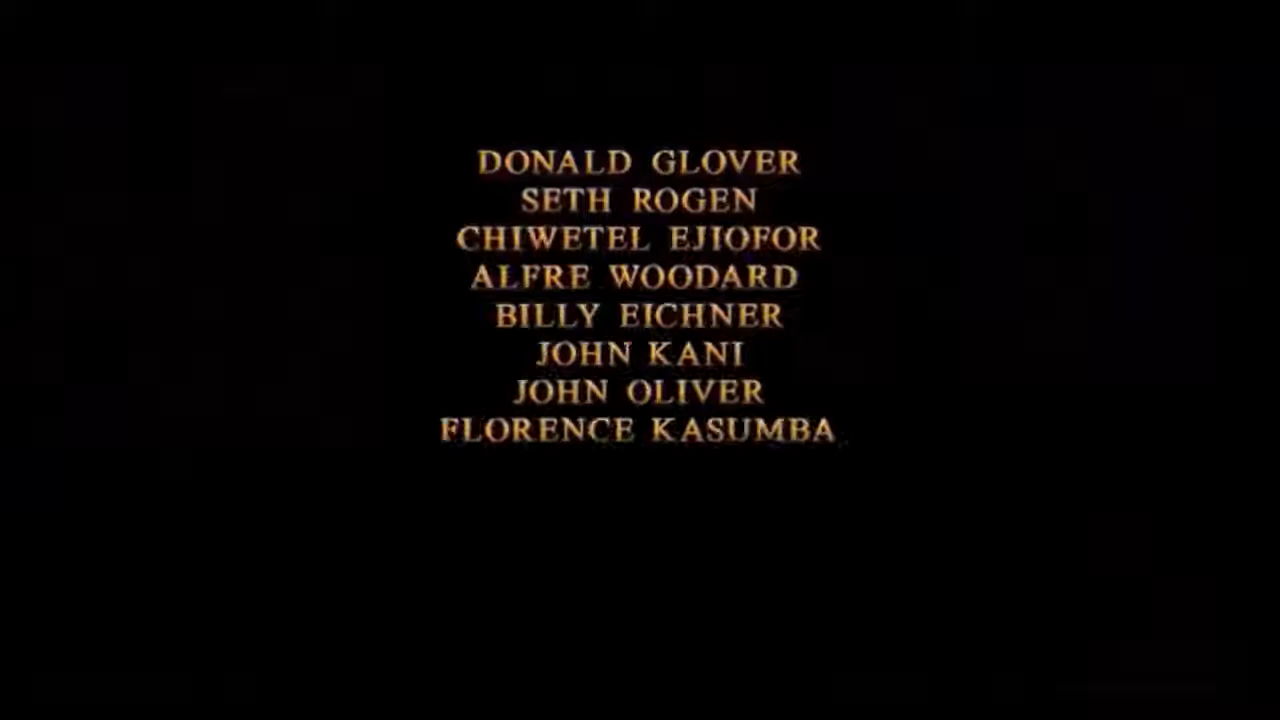 DONALD GLOVER
SETH ROGEN
CHIWETEL EJIOFOR
ALFRE WOODARD
BILLY EICHNER
JOHN KANI
JOHN OLIVER
FLORENCE KASUMBA